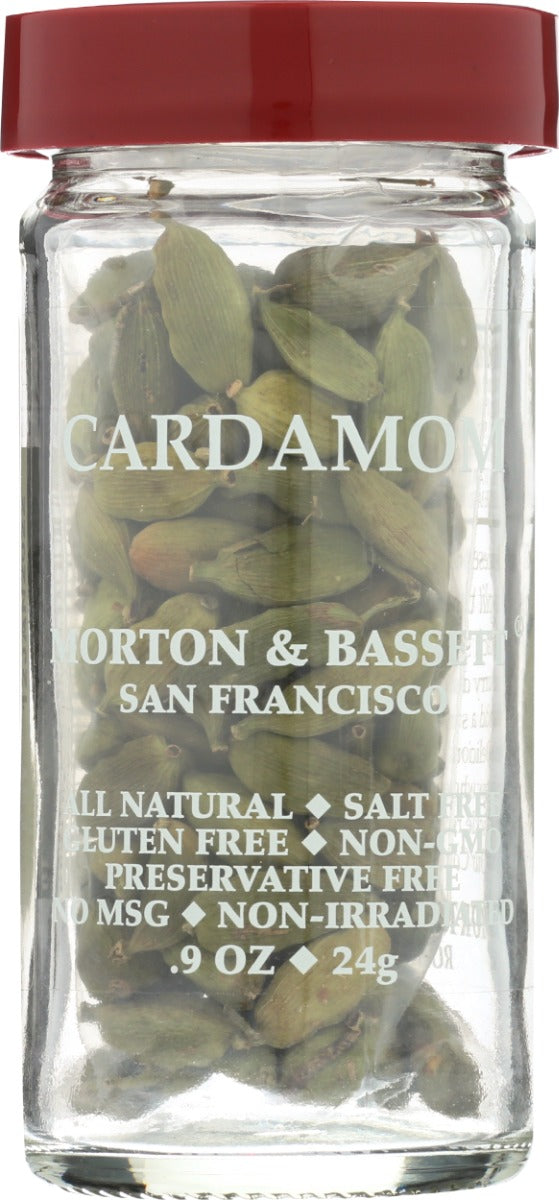 CARDAMOM
MORTON & BASSETT®
SAN FRANCISCO
ALL NATURAL ◆ SALT FREE
GLUTEN FREE ◆ NON-GMO
PRESERVATIVE FREE
NO MSG ◆ NON-IRRADIATED
.9 OZ ◆ 24g